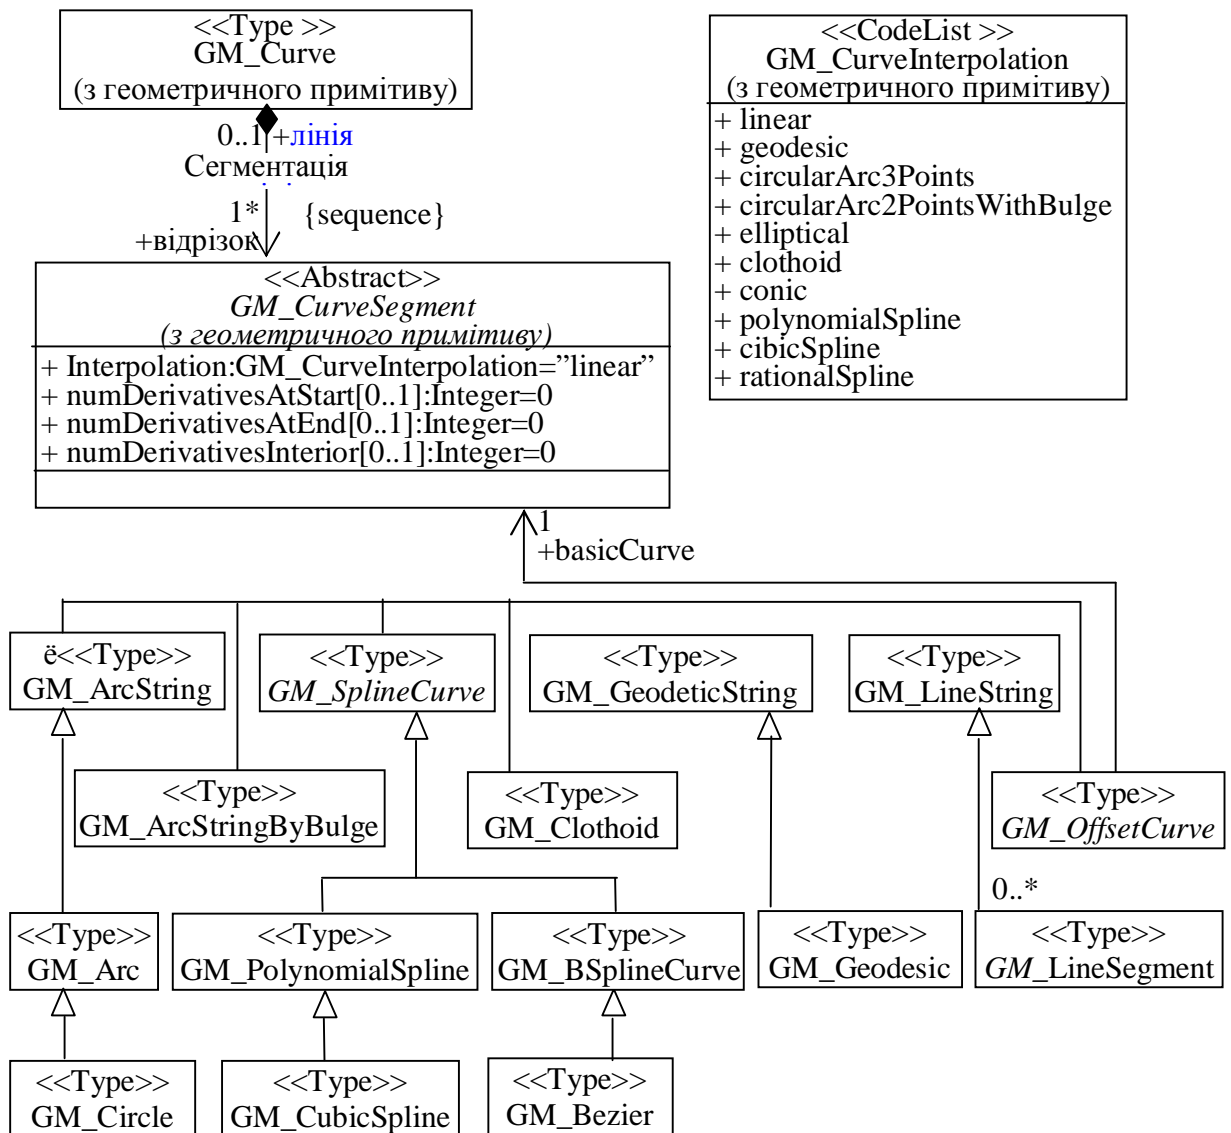 <<Type >>
GM_Curve
(з геометричного примітиву)
0..1 +лінія
Сегментація
1* {sequence}
+відрізок
<<Abstract>>
GM_CurveSegment
(з геометричного примітиву)
+ Interpolation:GM_CurveInterpolation=”linear”
+ numDerivativesAtStart[0..1]:Integer=0
+ numDerivativesAtEnd[0..1]:Integer=0
+ numDerivativesInterior[0..1]:Integer=0
<<CodeList >>
GM_CurveInterpolation
(з геометричного примітиву)
+ linear
+ geodesic
+ circularArc3Points
+ circularArc2PointsWithBulge
+ elliptical
+ clothoid
+ conic
+ polynomialSpline
+ cibicSpline
+ rationalSpline
1
+basicCurve
ё<<Type>>
GM_ArcString
<<Type>>
GM_SplineCurve
<<Type>>
GM_GeodeticString
<<Type>>
GM_LineString
<<Type>>
GM_ArcStringByBulge
<<Type>>
GM_Clothoid
<<Type>>
GM_OffsetCurve
0..*
<<Type>>
GM_Arc
<<Type>>
GM_PolynomialSpline
<<Type>>
GM_BSplineCurve
<<Type>>
GM_Geodesic
<<Type>>
GM_LineSegment
<<Type>>
GM_Circle
<<Type>>
GM_CubicSpline
<<Type>>
GM_Bezier